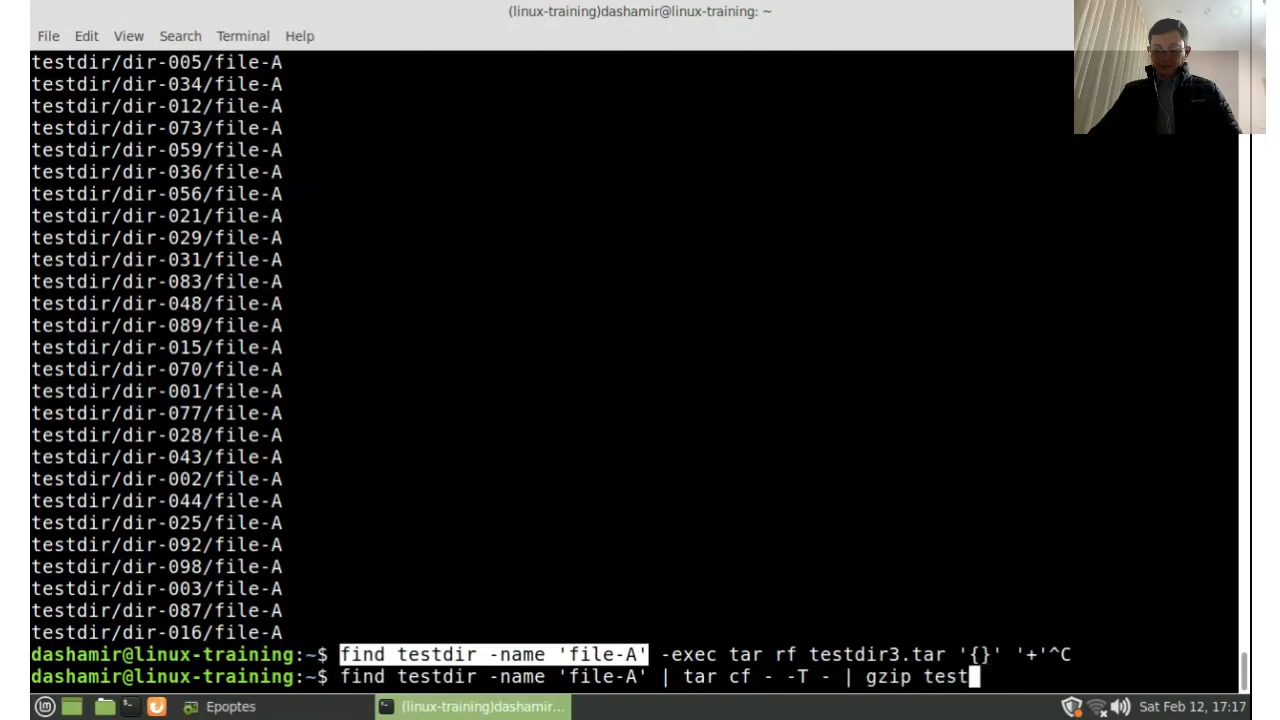 (linux-training)dashamir@linux-training: ~
File Edit View Search Terminal Help
testdir/dir-005/file-A
testdir/dir-034/file-A
testdir/dir-012/file-A
testdir/dir-073/file-A
testdir/dir-059/file-A
testdir/dir-036/file-A
testdir/dir-056/file-A
testdir/dir-021/file-A
testdir/dir-029/file-A
testdir/dir-031/file-A
testdir/dir-083/file-A
testdir/dir-048/file-A
testdir/dir-089/file-A
testdir/dir-015/file-A
testdir/dir-070/file-A
testdir/dir-001/file-A
testdir/dir-077/file-A
testdir/dir-028/file-A
testdir/dir-043/file-A
testdir/dir-002/file-A
testdir/dir-044/file-A
testdir/dir-025/file-A
testdir/dir-092/file-A
testdir/dir-098/file-A
testdir/dir-003/file-A
testdir/dir-087/file-A
testdir/dir-016/file-A
dashamir@linux-training:~$ find testdir -name 'file-A' -exec tar rf testdir3.tar '{}' '+'^C
dashamir@linux-training:~$ find testdir -name 'file-A' | tar cf - -T - | gzip test
Epoptes (linux-training)dashamir... Sat Feb 12, 17:17